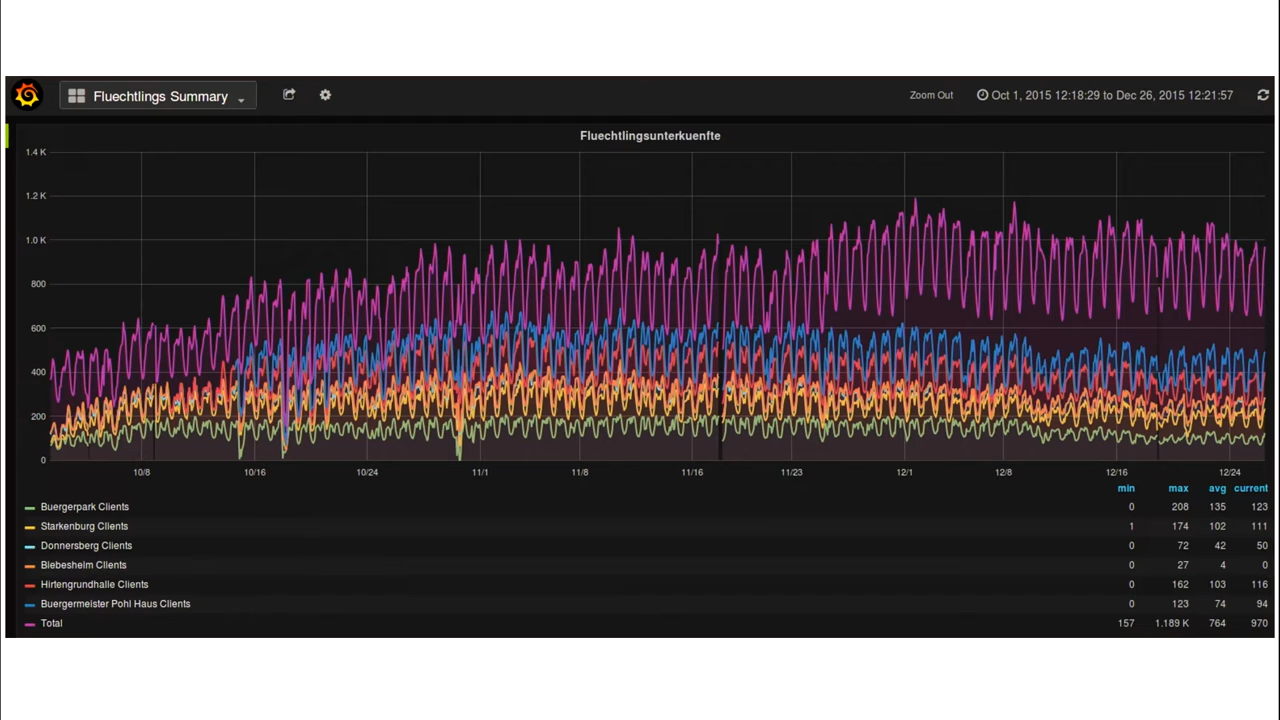 Fluechtlings Summary
Zoom Out Oct 1, 2015 12:18:29 to Dec 26, 2015 12:21:57
Fluechtlingsunterkuenfte
1.4 K
1.2 K
1.0 K
800
600
400
200
0
10/8 10/16 10/24 11/1 11/8 11/16 11/23 12/1 12/8 12/16 12/24
min max avg current
Buergerpark Clients 0 208 135 123
Starkenburg Clients 1 174 102 111
Donnersberg Clients 0 72 42 50
Biebesheim Clients 0 27 4 0
Hirtengrundhalle Clients 0 162 103 116
Buergermeister Pohl Haus Clients 0 123 74 94
Total 157 1.189 K 764 970